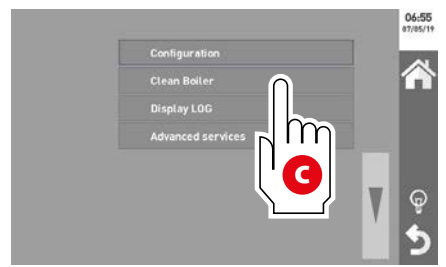 06:55
07/05/19
Configuration
Clean Boiler
Display LOG
Advanced services
C